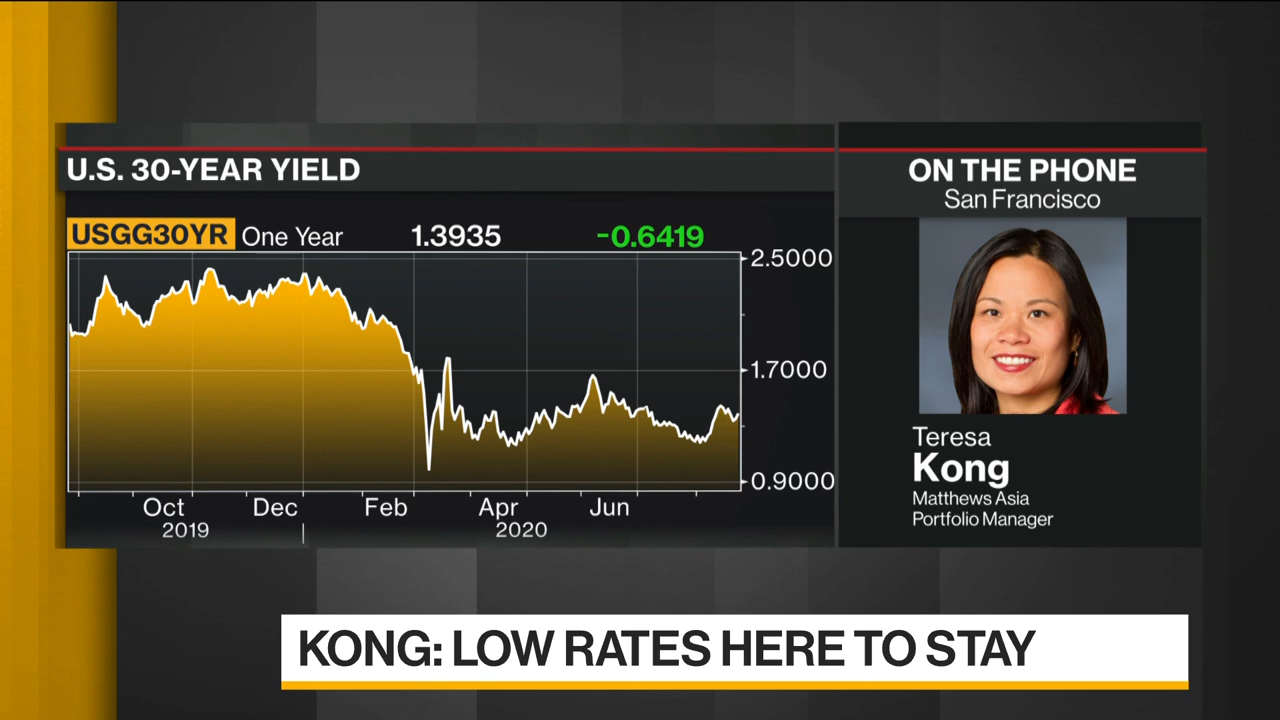 U.S. 30-YEAR YIELD
USGG30YR One Year 1.3935 -0.6419
2.5000
1.7000
0.9000
Oct Dec Feb Apr Jun
2019 2020
ON THE PHONE
San Francisco
Teresa
Kong
Matthews Asia
Portfolio Manager
KONG: LOW RATES HERE TO STAY